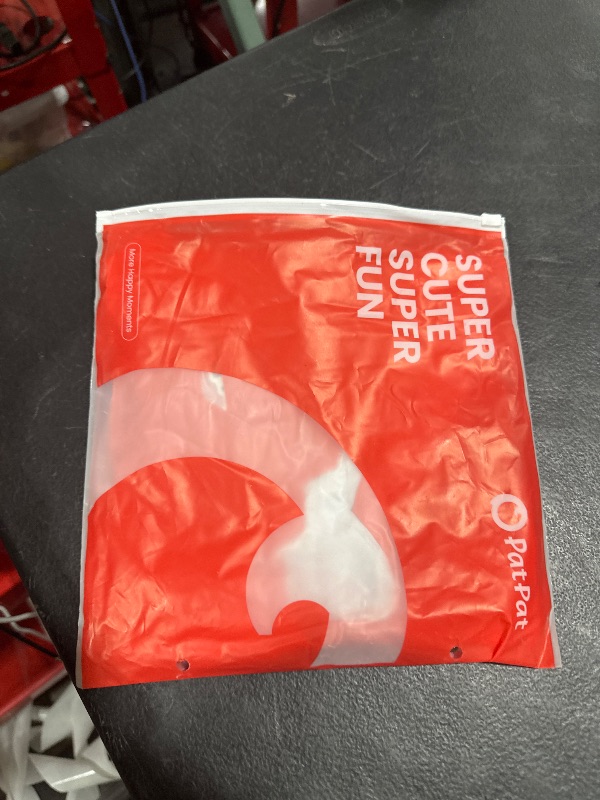 SUPER
CUTE
SUPER
FUN
PatPat
More Happy Moments